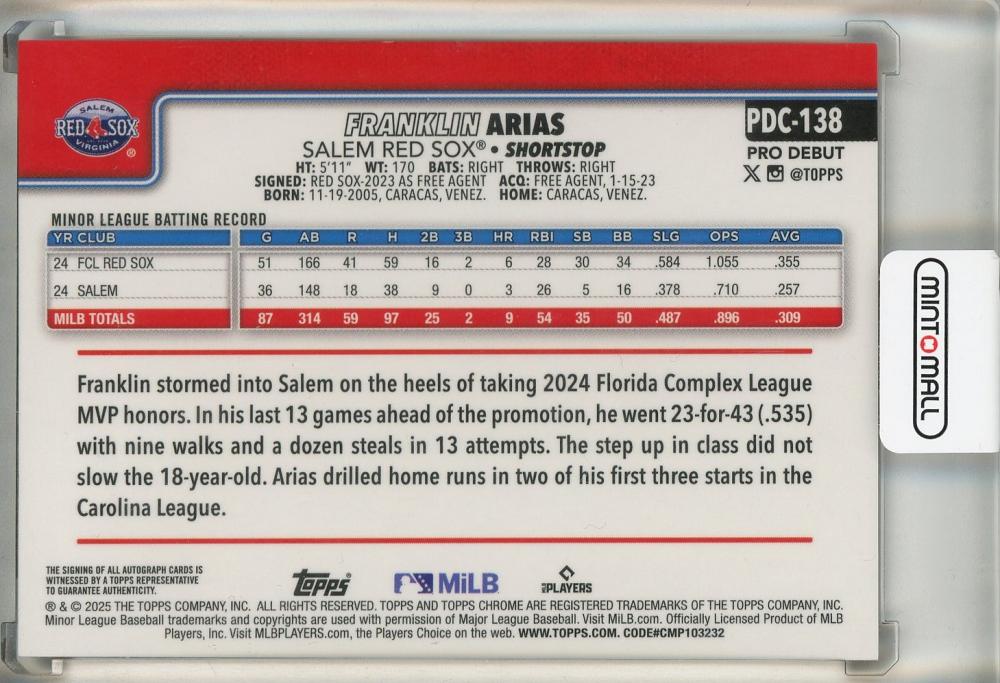 SALEM
RED SOX
VIRGINIA
®
FRANKLIN ARIAS
SALEM RED SOX® • SHORTSTOP
HT: 5'11" WT: 170 BATS: RIGHT THROWS: RIGHT
SIGNED: RED SOX-2023 AS FREE AGENT ACQ: FREE AGENT, 1-15-23
BORN: 11-19-2005, CARACAS, VENEZ. HOME: CARACAS, VENEZ.
PDC-138
PRO DEBUT
X @TOPPS
MINOR LEAGUE BATTING RECORD
YR CLUB G AB R H 2B 3B HR RBI SB BB SLG OPS AVG
24 FCL RED SOX 51 166 41 59 16 2 6 28 30 34 .584 1.055 .355
24 SALEM 36 148 18 38 9 0 3 26 5 16 .378 .710 .257
MILB TOTALS 87 314 59 97 25 2 9 54 35 50 .487 .896 .309
Franklin stormed into Salem on the heels of taking 2024 Florida Complex League
MVP honors. In his last 13 games ahead of the promotion, he went 23-for-43 (.535)
with nine walks and a dozen steals in 13 attempts. The step up in class did not
slow the 18-year-old. Arias drilled home runs in two of his first three starts in the
Carolina League.
THE SIGNING OF ALL AUTOGRAPH CARDS IS
WITNESSED BY A TOPPS REPRESENTATIVE
TO GUARANTEE AUTHENTICITY.
Topps
MiLB
MLB PLAYERS
® & © 2025 THE TOPPS COMPANY, INC. ALL RIGHTS RESERVED. TOPPS AND TOPPS CHROME ARE REGISTERED TRADEMARKS OF THE TOPPS COMPANY, INC.
Minor League Baseball trademarks and copyrights are used with permission of Major League Baseball. Visit MiLB.com. Officially Licensed Product of MLB
Players, Inc. Visit MLBPLAYERS.com, the Players Choice on the web. WWW.TOPPS.COM. CODE#CMP103232
MINT MALL